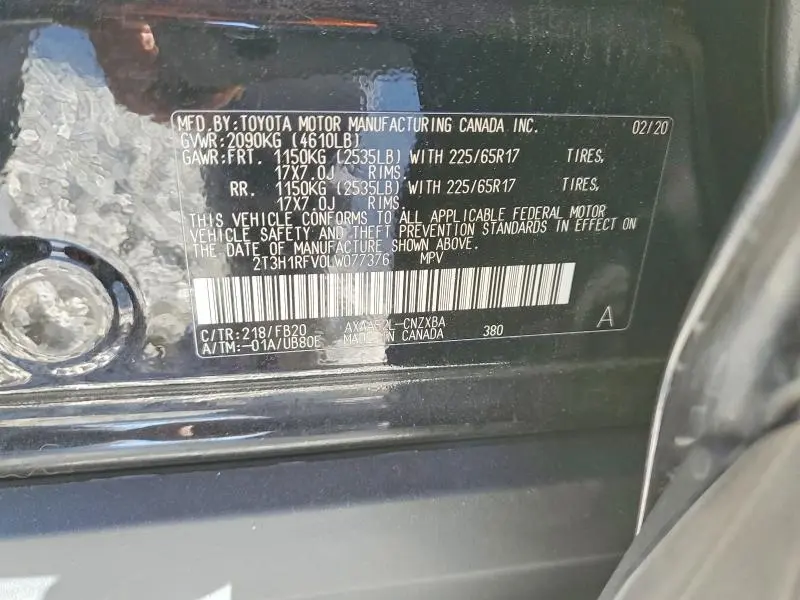 MFD.BY:TOYOTA MOTOR MANUFACTURING CANADA INC. 02/20
GVWR:2090KG (4610LB)
GAWR:FRT. 1150KG (2535LB) WITH 225/65R17 TIRES,
17X7.0J RIMS.
RR. 1150KG (2535LB) WITH 225/65R17 TIRES,
17X7.0J RIMS.
THIS VEHICLE CONFORMS TO ALL APPLICABLE FEDERAL MOTOR
VEHICLE SAFETY AND THEFT PREVENTION STANDARDS IN EFFECT ON
THE DATE OF MANUFACTURE SHOWN ABOVE.
2T3H1RFV0LW077376 MPV
C/TR:218/FB20 AXAA52L-CNZXBA 380 A
A/TM:-01A/UB80E MADE IN CANADA